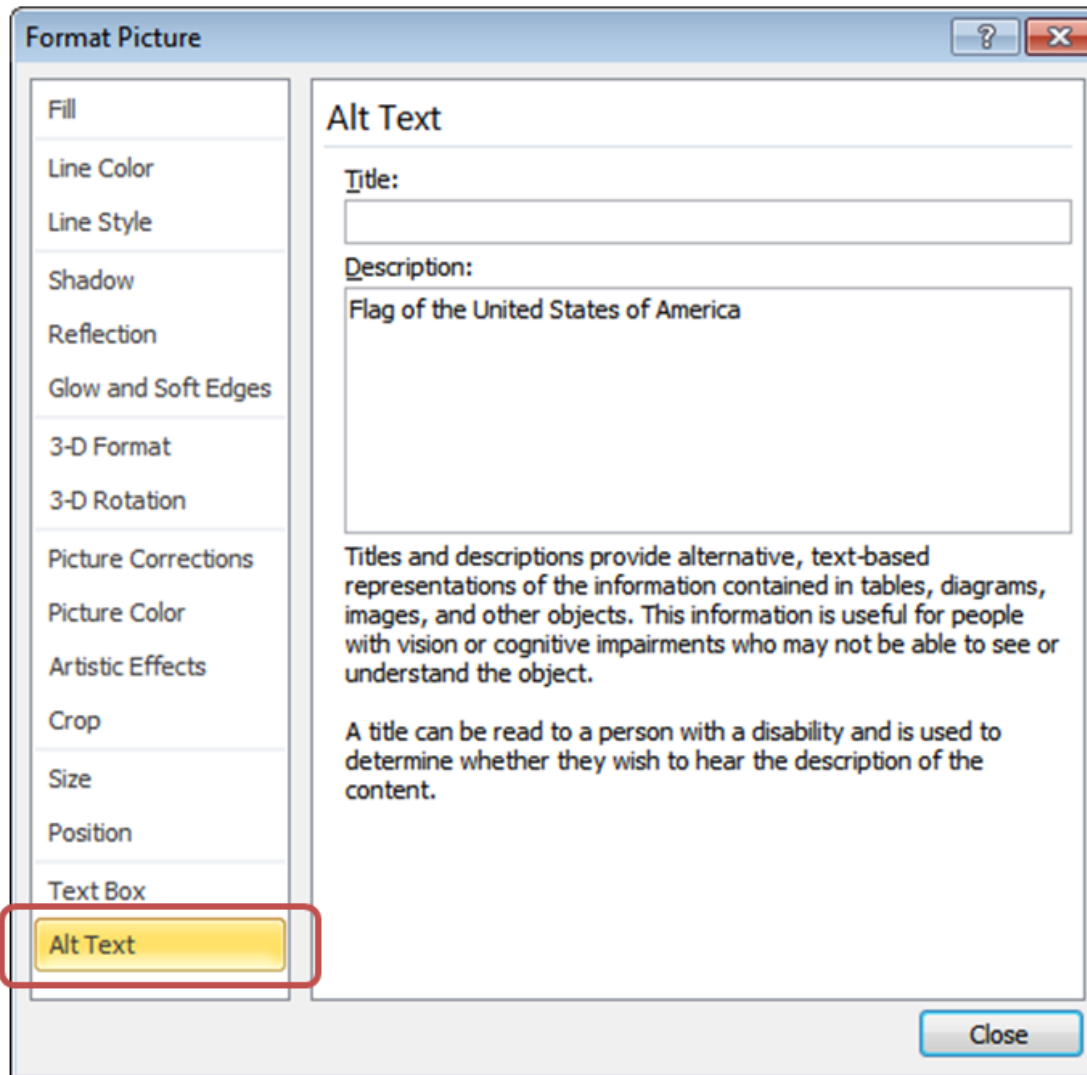 Format Picture
Fill
Line Color
Line Style
Shadow
Reflection
Glow and Soft Edges
3-D Format
3-D Rotation
Picture Corrections
Picture Color
Artistic Effects
Crop
Size
Position
Text Box
Alt Text
Alt Text
Title:
Description:
Flag of the United States of America
Titles and descriptions provide alternative, text-based
representations of the information contained in tables, diagrams,
images, and other objects. This information is useful for people
with vision or cognitive impairments who may not be able to see or
understand the object.
A title can be read to a person with a disability and is used to
determine whether they wish to hear the description of the
content.
Close